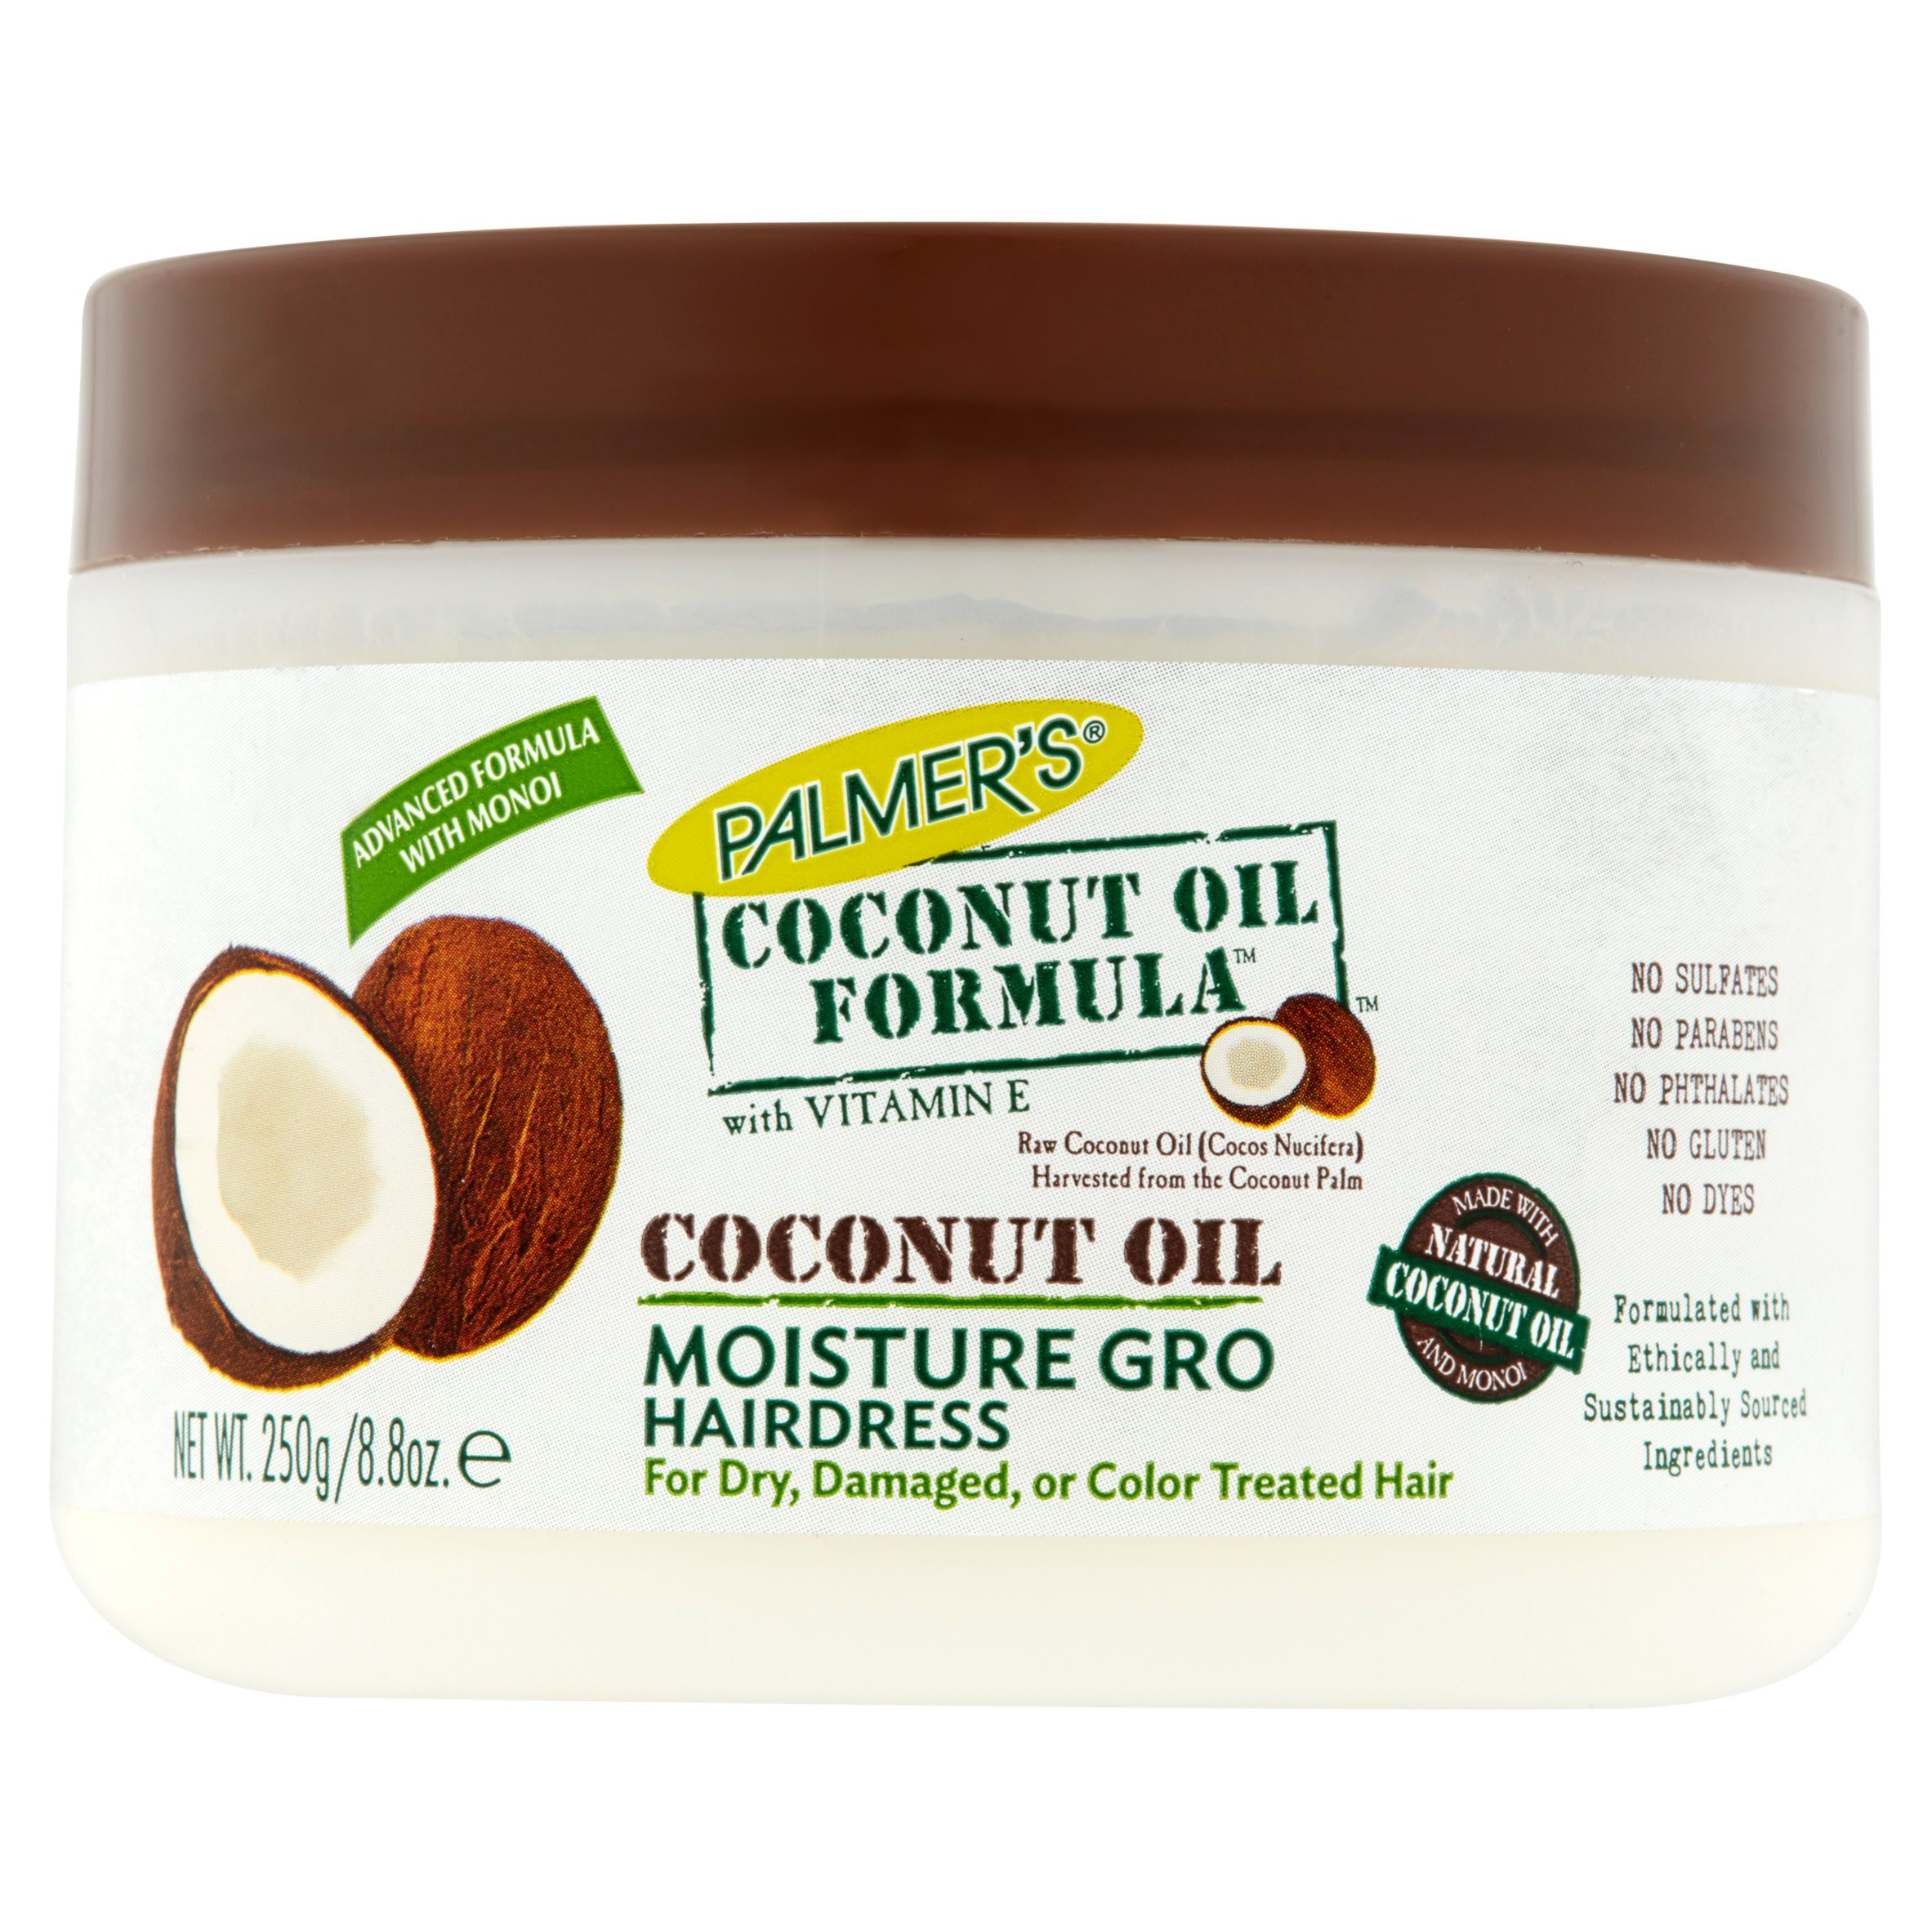 ADVANCED FORMULA
WITH MONOI
PALMER'S®
COCONUT OIL
FORMULA™
™
with VITAMIN E
Raw Coconut Oil (Cocos Nucifera)
Harvested from the Coconut Palm
COCONUT OIL
MOISTURE GRO
HAIRDRESS
For Dry, Damaged, or Color Treated Hair
NET WT. 250g/8.8oz. e
MADE WITH
NATURAL
COCONUT OIL
AND MONOI
NO SULFATES
NO PARABENS
NO PHTHALATES
NO GLUTEN
NO DYES
Formulated with
Ethically and
Sustainably Sourced
Ingredients